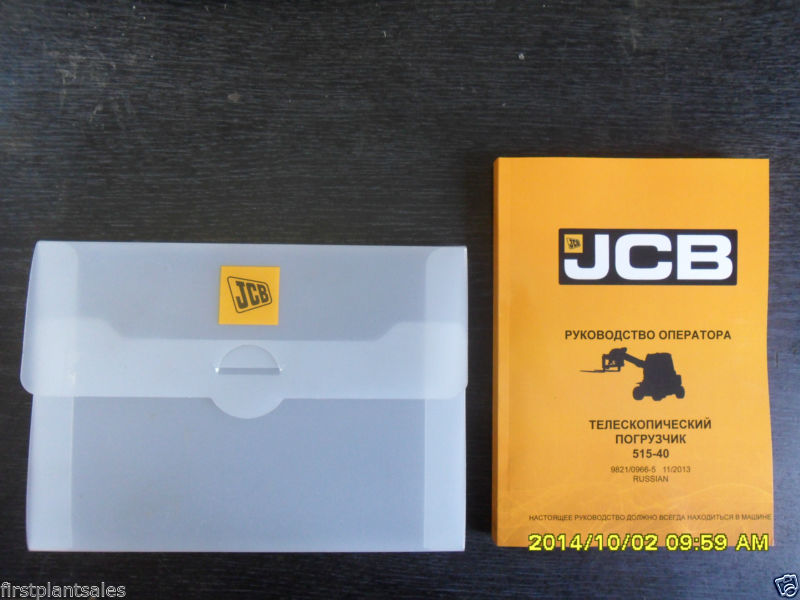 JCB
JCB
JCB
РУКОВОДСТВО ОПЕРАТОРА
ТЕЛЕСКОПИЧЕСКИЙ
ПОГРУЗЧИК
515-40
9821/0966-5 11/2013
RUSSIAN
НАСТОЯЩЕЕ РУКОВОДСТВО ДОЛЖНО ВСЕГДА НАХОДИТЬСЯ В МАШИНЕ
2014/10/02 09:59 AM
firstplantsales